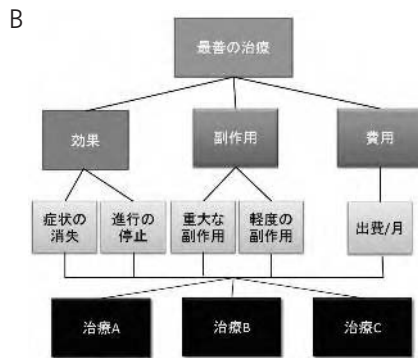 B
最善の治療
効果
副作用
費用
症状の
消失
進行の
停止
重大な
副作用
軽度の
副作用
出費/月
治療A
治療B
治療C